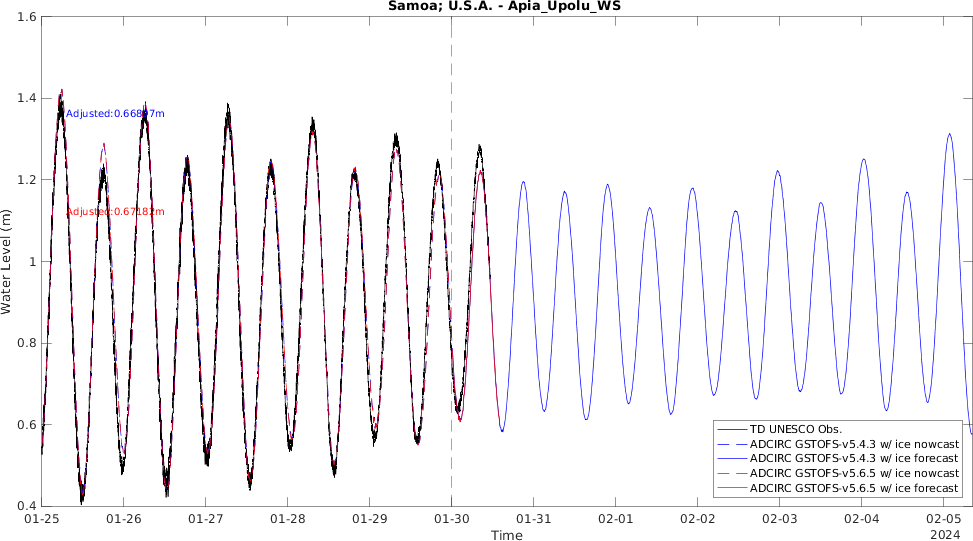 Samoa; U.S.A. - Apia_Upolu_WS
Water Level (m)
1.6
1.4
1.2
1
0.8
0.6
0.4
Adjusted:0.66897m
Adjusted:0.67182m
TD UNESCO Obs.
ADCIRC GSTOFS-v5.4.3 w/ ice nowcast
ADCIRC GSTOFS-v5.4.3 w/ ice forecast
ADCIRC GSTOFS-v5.6.5 w/ ice nowcast
ADCIRC GSTOFS-v5.6.5 w/ ice forecast
01-25 01-26 01-27 01-28 01-29 01-30 01-31 02-01 02-02 02-03 02-04 02-05
Time
2024